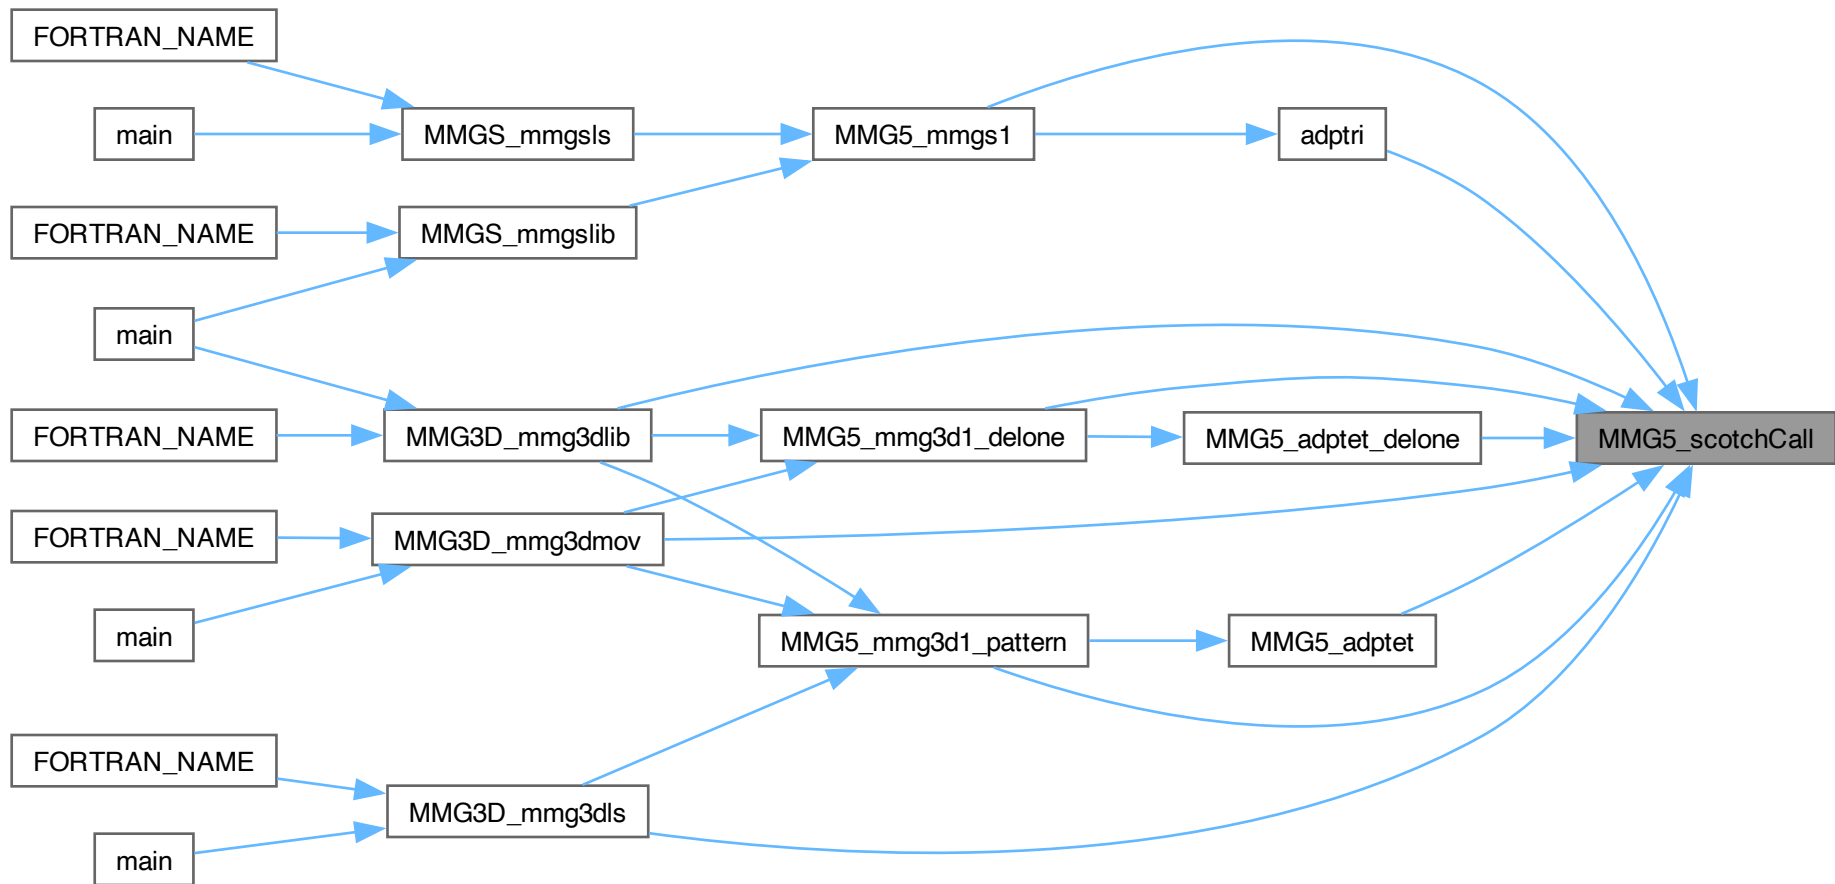 FORTRAN_NAME
main
MMGS_mmgsls
MMG5_mmgs1
adptri
FORTRAN_NAME
MMGS_mmgslib
main
FORTRAN_NAME
MMG3D_mmg3dlib
MMG5_mmg3d1_delone
MMG5_adptet_delone
MMG5_scotchCall
FORTRAN_NAME
MMG3D_mmg3dmov
main
MMG5_mmg3d1_pattern
MMG5_adptet
FORTRAN_NAME
MMG3D_mmg3dls
main